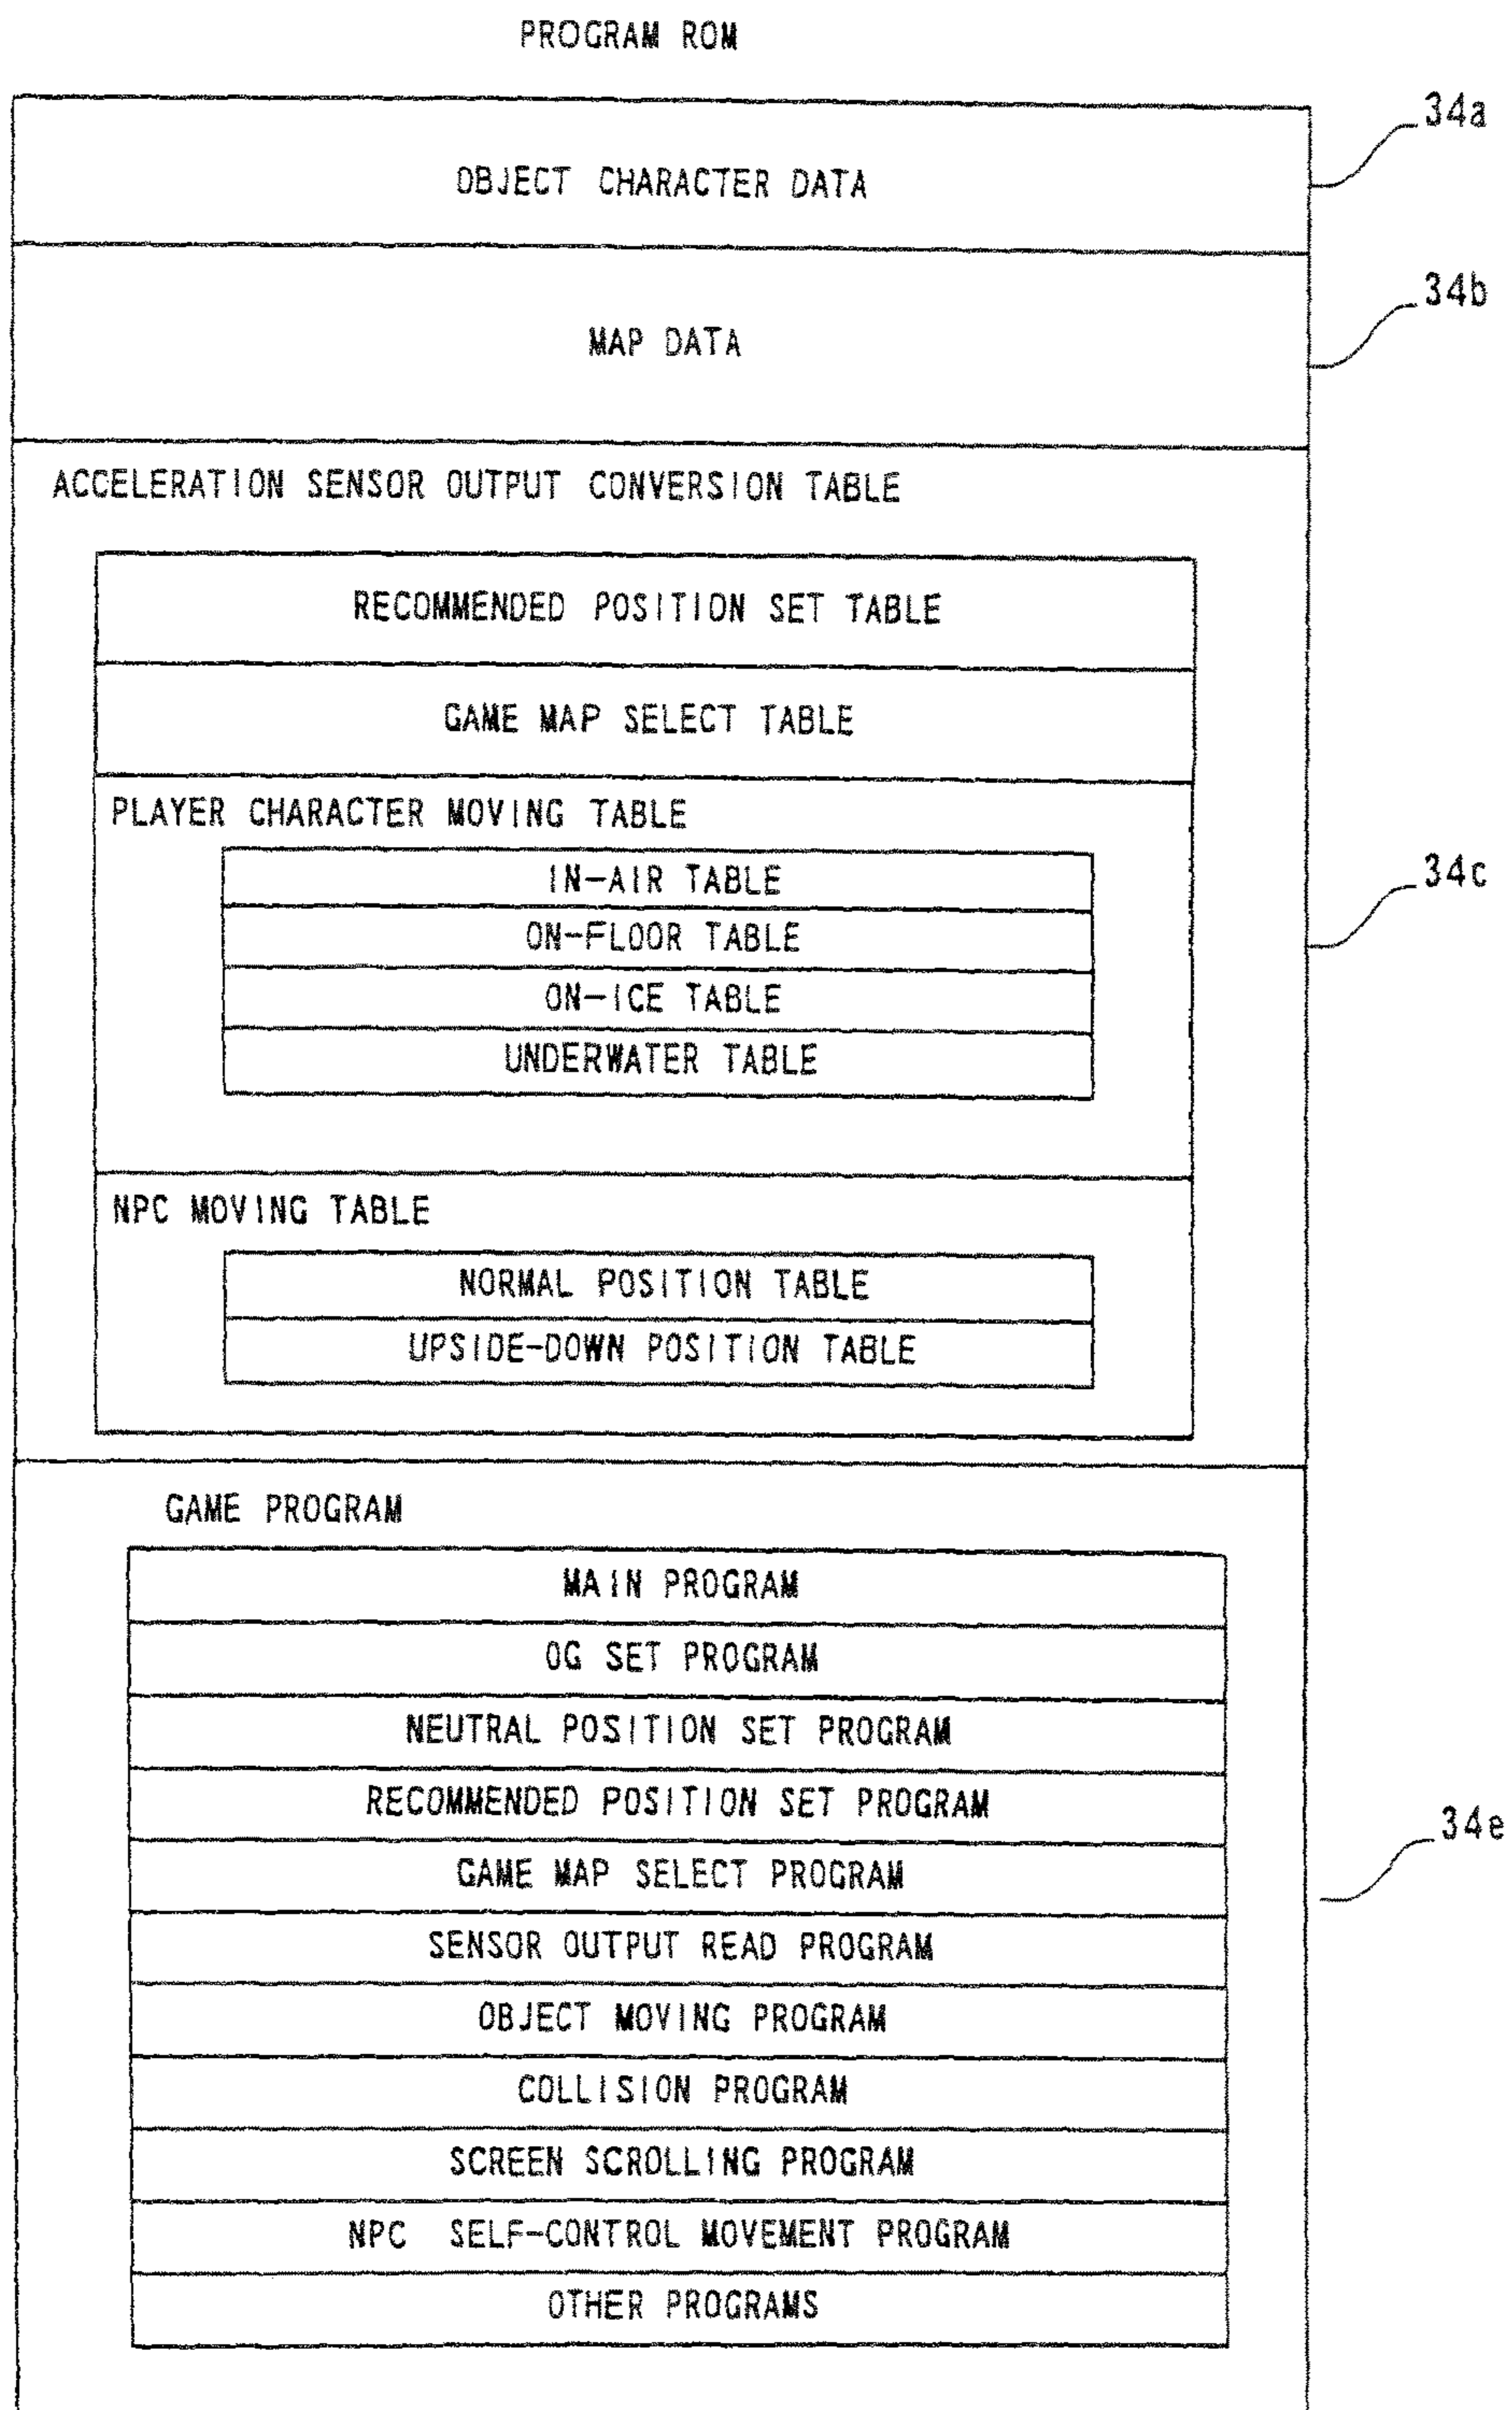 PROGRAM ROM
34a
OBJECT CHARACTER DATA
34b
MAP DATA
ACCELERATION SENSOR OUTPUT CONVERSION TABLE
RECOMMENDED POSITION SET TABLE
GAME MAP SELECT TABLE
PLAYER CHARACTER MOVING TABLE
IN-AIR TABLE
34c
ON-FLOOR TABLE
ON-ICE TABLE
UNDERWATER TABLE
NPC MOVING TABLE
NORMAL POSITION TABLE
UPSIDE-DOWN POSITION TABLE
GAME PROGRAM
MAIN PROGRAM
0G SET PROGRAM
NEUTRAL POSITION SET PROGRAM
RECOMMENDED POSITION SET PROGRAM
34e
GAME MAP SELECT PROGRAM
SENSOR OUTPUT READ PROGRAM
OBJECT MOVING PROGRAM
COLLISION PROGRAM
SCREEN SCROLLING PROGRAM
NPC SELF-CONTROL MOVEMENT PROGRAM
OTHER PROGRAMS